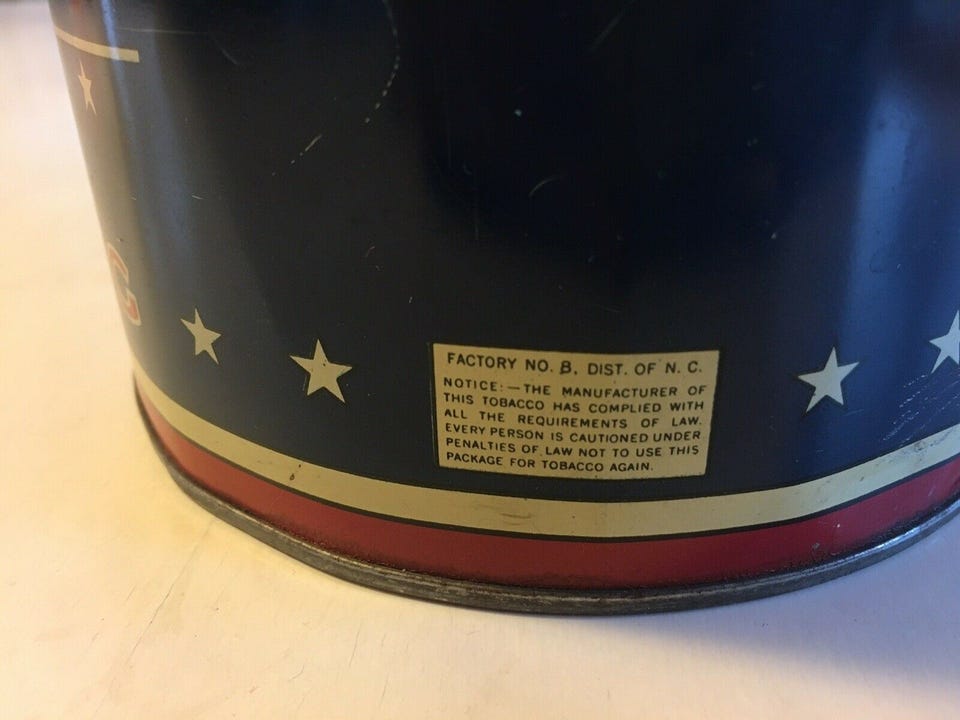 G
FACTORY NO. 8, DIST. OF N. C.
NOTICE:—THE MANUFACTURER OF
THIS TOBACCO HAS COMPLIED WITH
ALL THE REQUIREMENTS OF LAW.
EVERY PERSON IS CAUTIONED UNDER
PENALTIES OF LAW NOT TO USE THIS
PACKAGE FOR TOBACCO AGAIN.